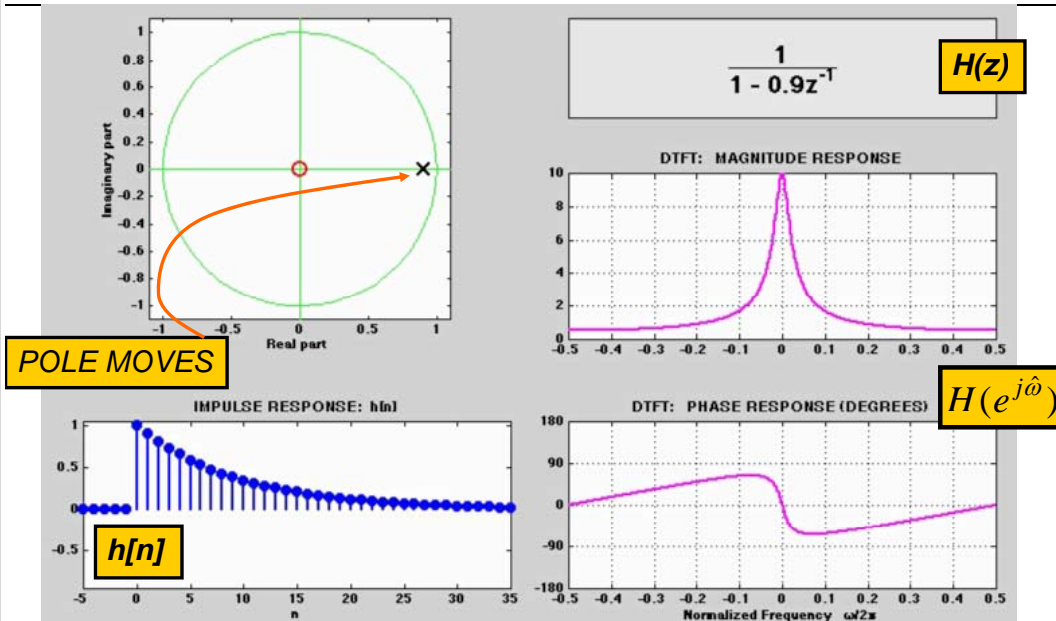 1
0.8
0.6
0.4
0.2
0
-0.2
-0.4
-0.6
-0.8
-1
Imaginary part
-1 -0.5 0 0.5 1
Real part
1
1 - 0.9z⁻¹
H(z)
DTFT: MAGNITUDE RESPONSE
10
8
6
4
2
0
-0.5 -0.4 -0.3 -0.2 -0.1 0 0.1 0.2 0.3 0.4 0.5
POLE MOVES
IMPULSE RESPONSE: h[n]
1
0.5
0
-0.5
h[n]
-5 0 5 10 15 20 25 30 35
n
DTFT: PHASE RESPONSE (DEGREES)
H(e^{jω̂})
180
90
0
-90
-180
-0.5 -0.4 -0.3 -0.2 -0.1 0 0.1 0.2 0.3 0.4 0.5
Normalized Frequency ω/2π